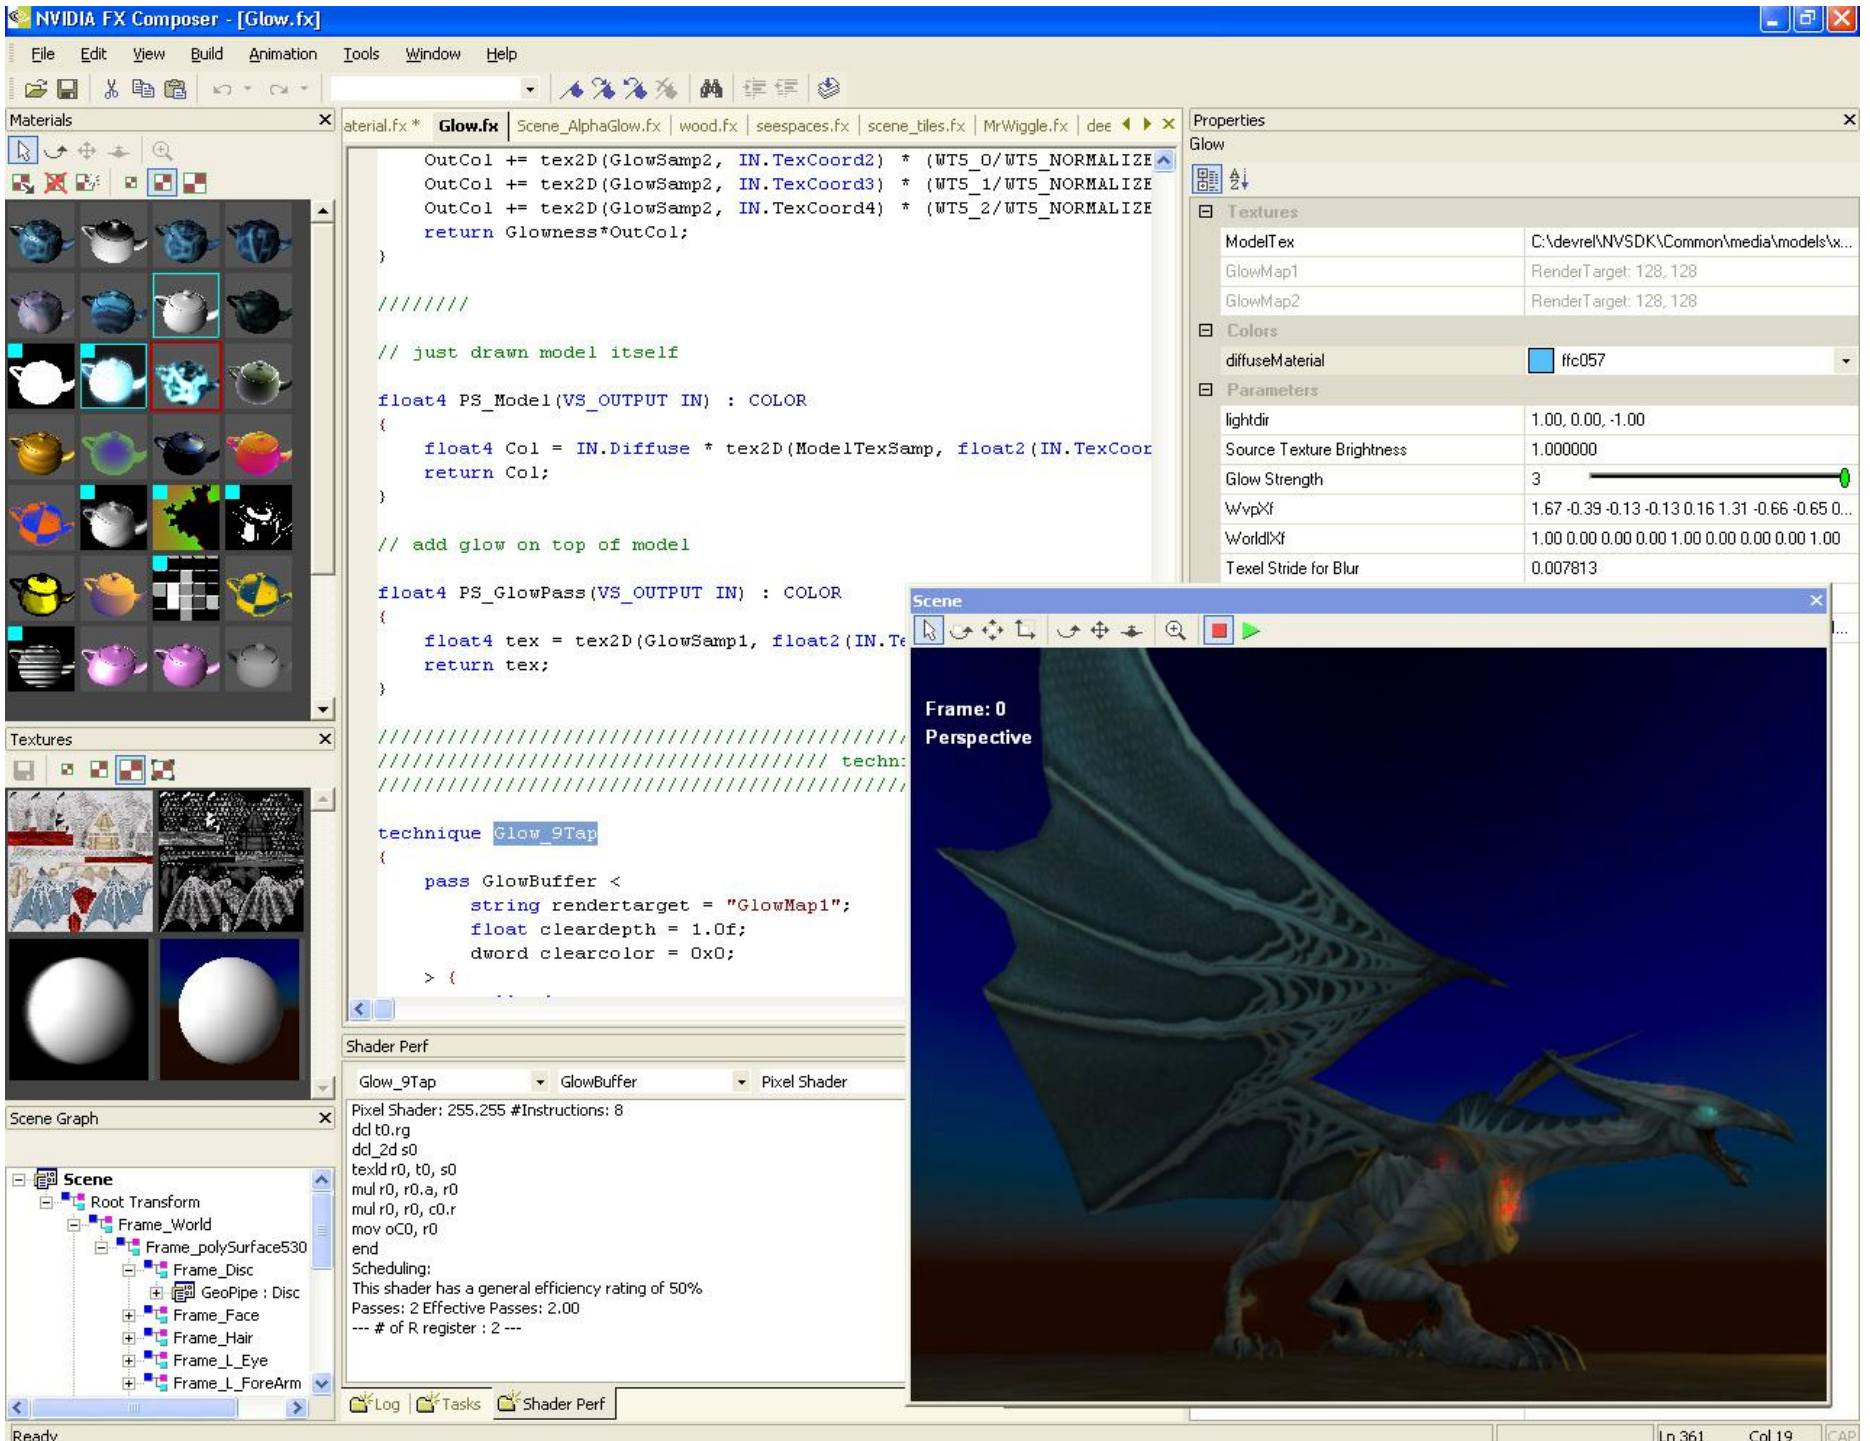 NVIDIA FX Composer - [Glow.fx]
File Edit View Build Animation Tools Window Help
Materials
aterial.fx * Glow.fx Scene_AlphaGlow.fx wood.fx seespaces.fx scene_tiles.fx MrWiggle.fx dee
OutCol += tex2D(GlowSamp2, IN.TexCoord2) * (WT5_0/WT5_NORMALIZE
OutCol += tex2D(GlowSamp2, IN.TexCoord3) * (WT5_1/WT5_NORMALIZE
OutCol += tex2D(GlowSamp2, IN.TexCoord4) * (WT5_2/WT5_NORMALIZE
return Glowness*OutCol;
}
////////
// just drawn model itself
float4 PS_Model(VS_OUTPUT IN) : COLOR
{
float4 Col = IN.Diffuse * tex2D(ModelTexSamp, float2(IN.TexCoor
return Col;
}
// add glow on top of model
float4 PS_GlowPass(VS_OUTPUT IN) : COLOR
{
float4 tex = tex2D(GlowSamp1, float2(IN.Te
return tex;
}
//////////////////////////////////////////////
/////////////////////////////////////// techn
//////////////////////////////////////////////
technique Glow_9Tap
{
pass GlowBuffer <
string rendertarget = "GlowMap1";
float cleardepth = 1.0f;
dword clearcolor = 0x0;
> {
Properties
Glow
Textures
ModelTex C:\devrel\NVSDK\Common\media\models\x...
GlowMap1 RenderTarget: 128, 128
GlowMap2 RenderTarget: 128, 128
Colors
diffuseMaterial ffc057
Parameters
lightdir 1.00, 0.00, -1.00
Source Texture Brightness 1.000000
Glow Strength 3
WvpXf 1.67 -0.39 -0.13 -0.13 0.16 1.31 -0.66 -0.65 0...
WorldIXf 1.00 0.00 0.00 0.00 1.00 0.00 0.00 0.00 1.00
Texel Stride for Blur 0.007813
Scene
Frame: 0
Perspective
Textures
Scene Graph
Scene
Root Transform
Frame_World
Frame_polySurface530
Frame_Disc
GeoPipe : Disc
Frame_Face
Frame_Hair
Frame_L_Eye
Frame_L_ForeArm
Shader Perf
Glow_9Tap GlowBuffer Pixel Shader
Pixel Shader: 255.255 #Instructions: 8
dcl t0.rg
dcl_2d s0
texld r0, t0, s0
mul r0, r0.a, r0
mul r0, r0, c0.r
mov oC0, r0
end
Scheduling:
This shader has a general efficiency rating of 50%
Passes: 2 Effective Passes: 2.00
--- # of R register : 2 ---
Log Tasks Shader Perf
Ready Ln 361 Col 19 CAP